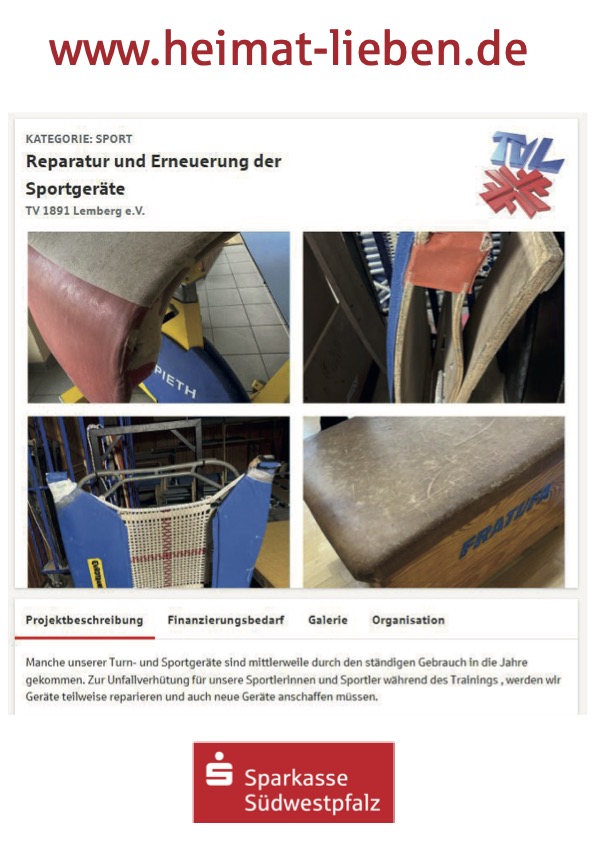 www.heimat-lieben.de
KATEGORIE: SPORT
Reparatur und Erneuerung der
Sportgeräte
TV 1891 Lemberg e.V.
TVL
PIETH
FRATUFA
Projektbeschreibung Finanzierungsbedarf Galerie Organisation
Manche unserer Turn- und Sportgeräte sind mittlerweile durch den ständigen Gebrauch in die Jahre
gekommen. Zur Unfallverhütung für unsere Sportlerinnen und Sportler während des Trainings , werden wir
Geräte teilweise reparieren und auch neue Geräte anschaffen müssen.
Sparkasse
Südwestpfalz